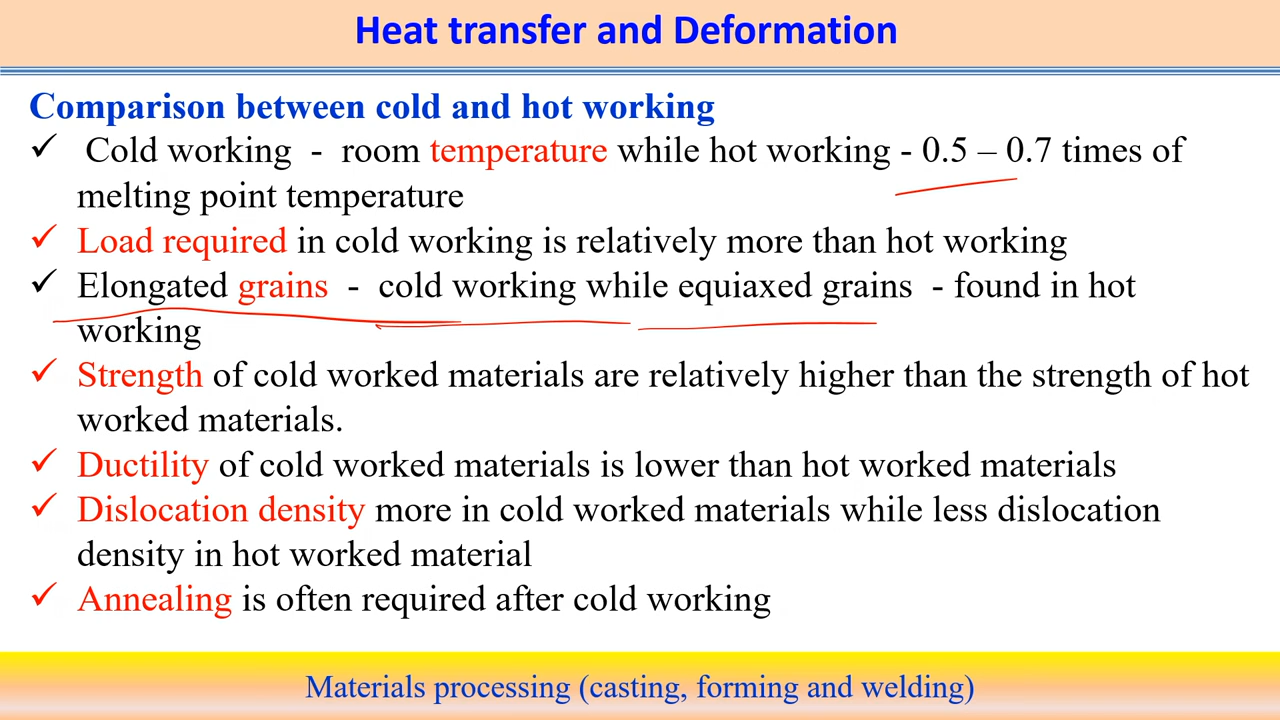 Heat transfer and Deformation
Comparison between cold and hot working
✓ Cold working - room temperature while hot working - 0.5 – 0.7 times of
melting point temperature
✓ Load required in cold working is relatively more than hot working
✓ Elongated grains - cold working while equiaxed grains - found in hot
working
✓ Strength of cold worked materials are relatively higher than the strength of hot
worked materials.
✓ Ductility of cold worked materials is lower than hot worked materials
✓ Dislocation density more in cold worked materials while less dislocation
density in hot worked material
✓ Annealing is often required after cold working
Materials processing (casting, forming and welding)